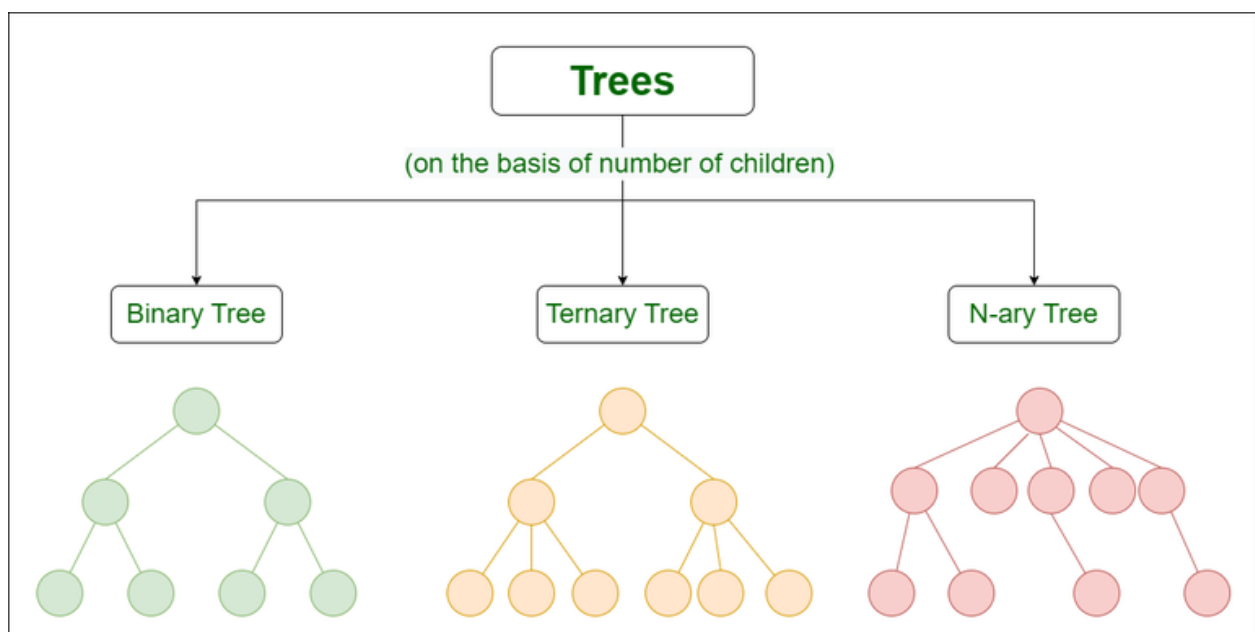 Trees
(on the basis of number of children)
Binary Tree
Ternary Tree
N-ary Tree